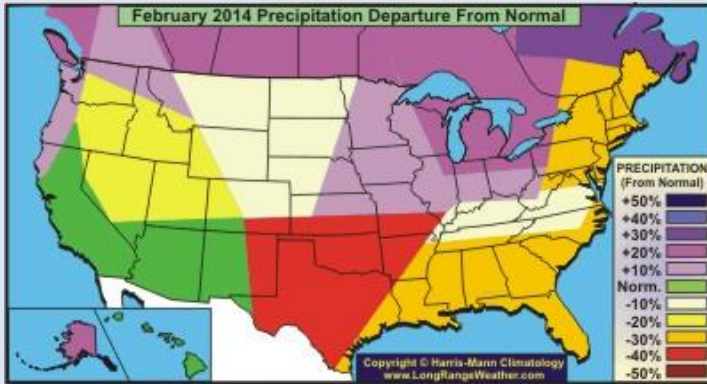 February 2014 Precipitation Departure From Normal
PRECIPITATION
(From Normal)
+50%
+40%
+30%
+20%
+10%
Norm.
-10%
-20%
-30%
-40%
-50%
Copyright © Harris-Mann Climatology
www.LongRangeWeather.com